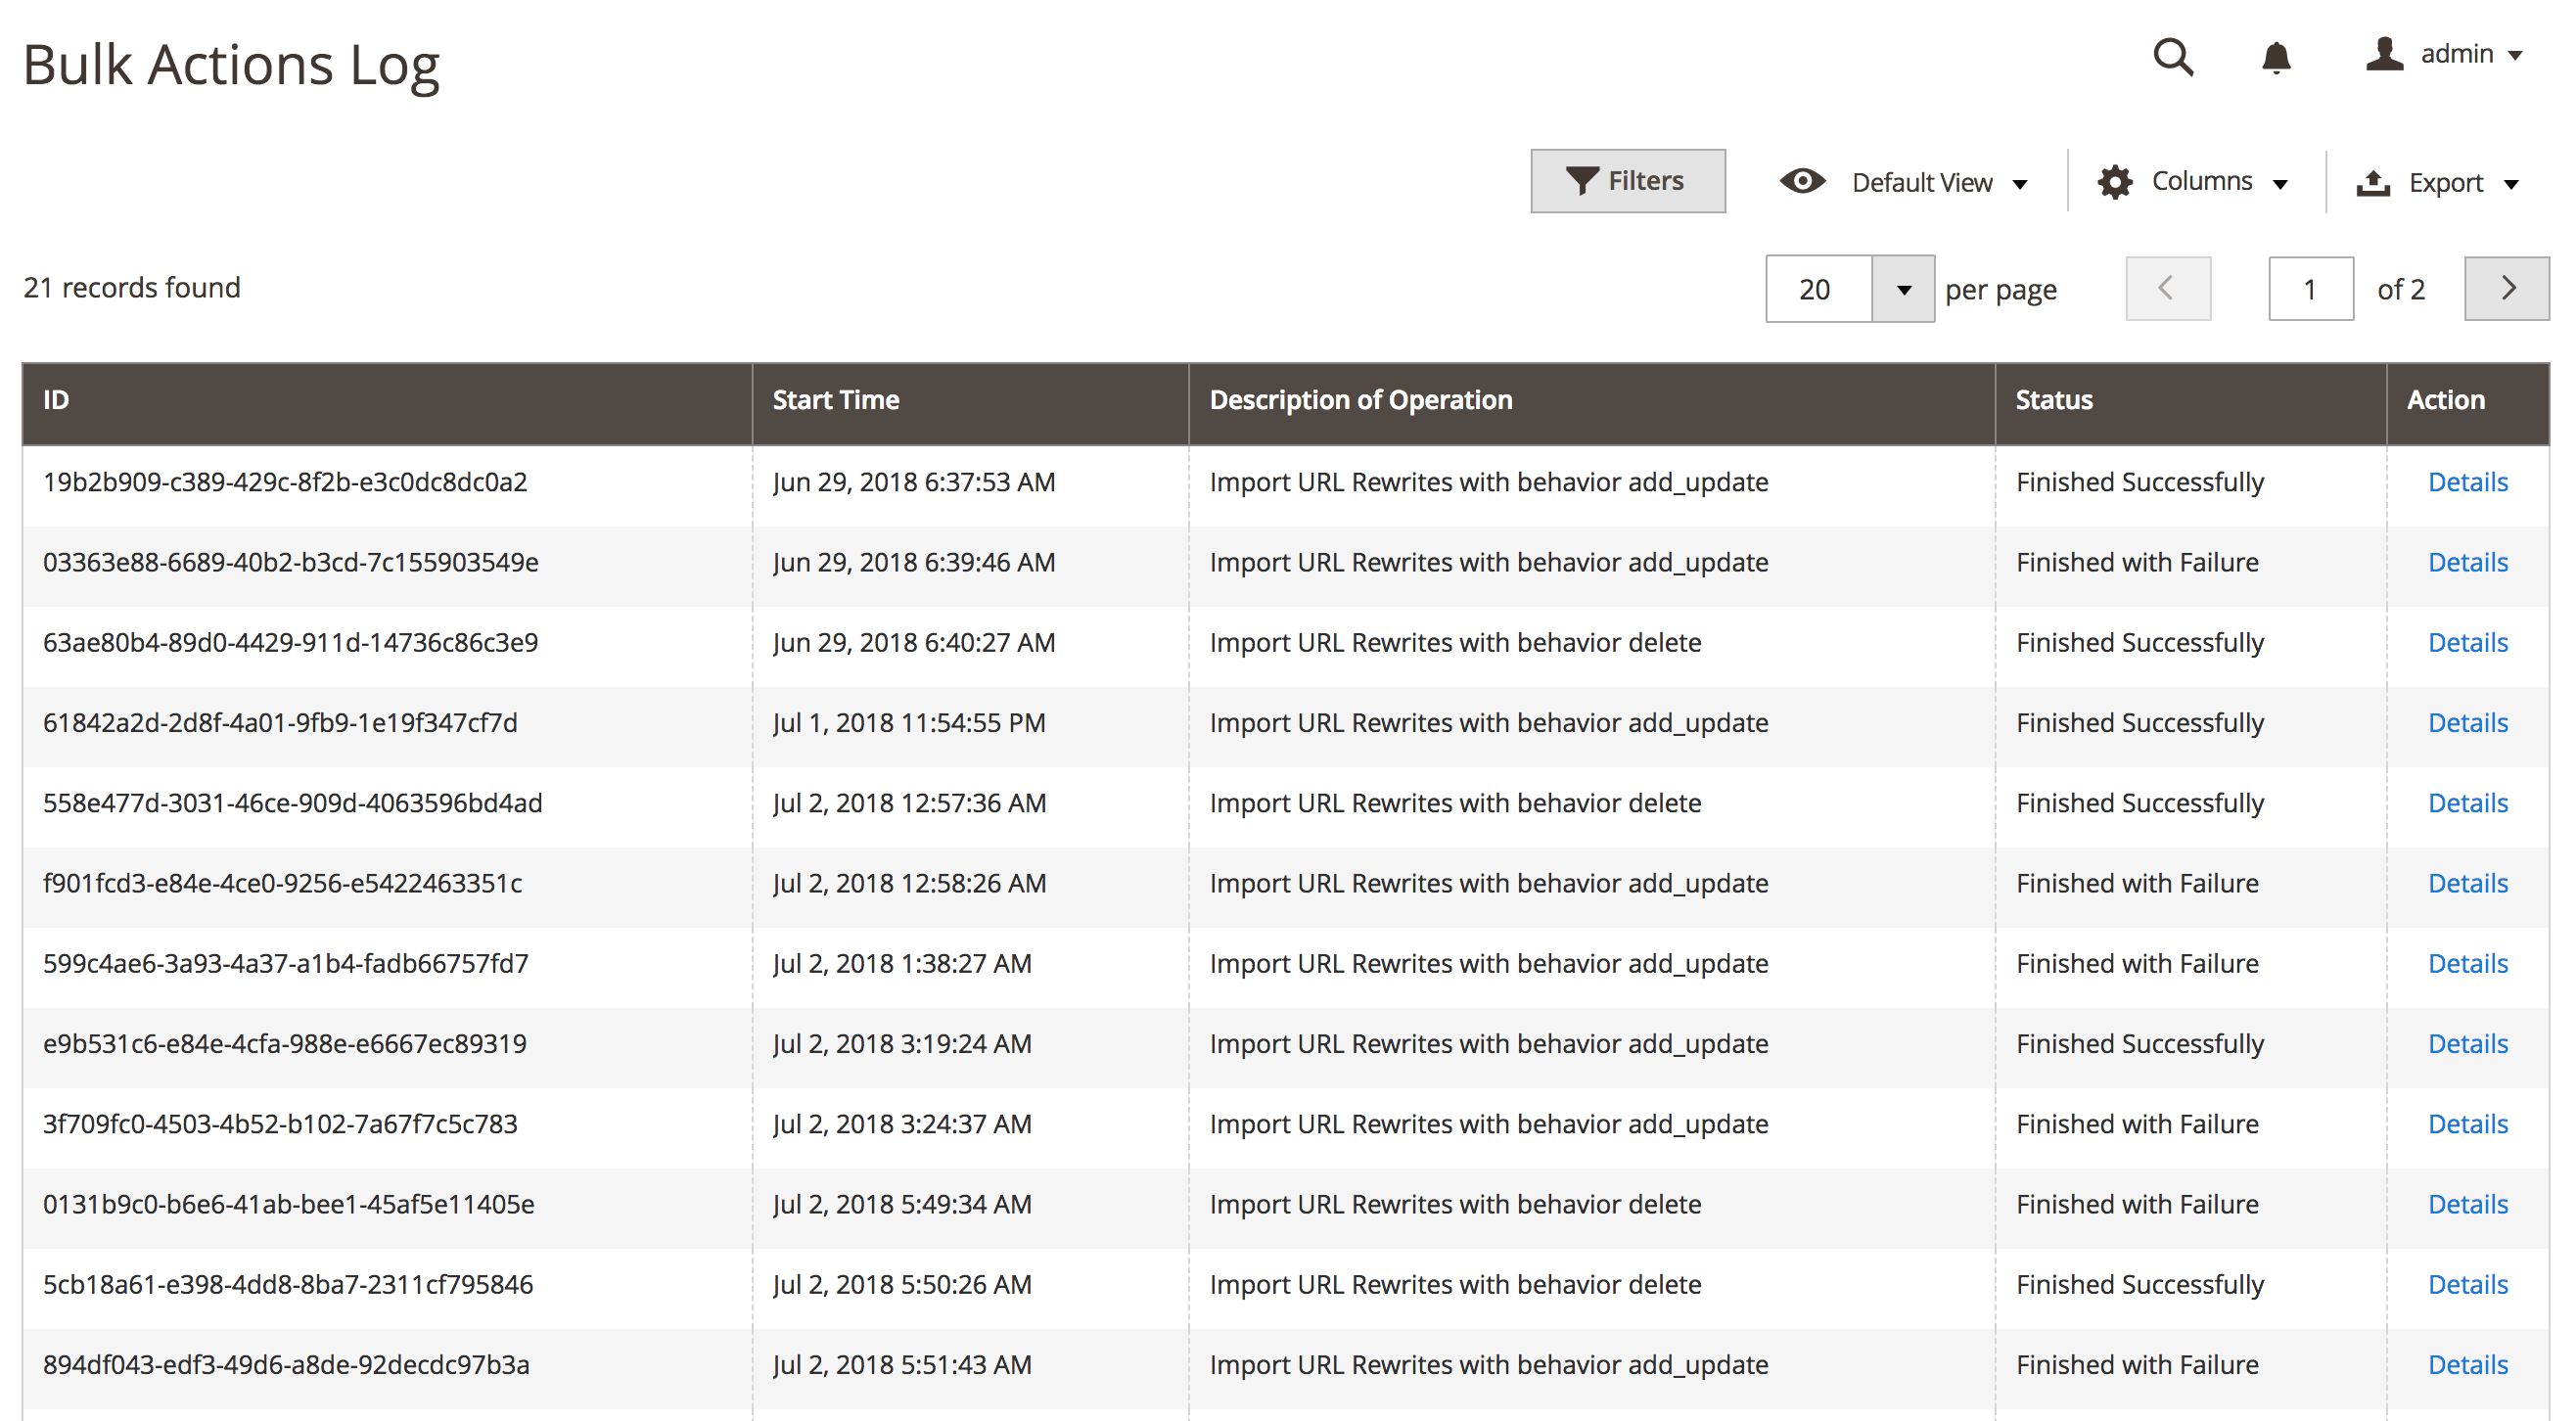 Bulk Actions Log
admin
Filters
Default View
Columns
Export
21 records found
20 per page
1 of 2
ID Start Time Description of Operation Status Action
19b2b909-c389-429c-8f2b-e3c0dc8dc0a2 Jun 29, 2018 6:37:53 AM Import URL Rewrites with behavior add_update Finished Successfully Details
03363e88-6689-40b2-b3cd-7c155903549e Jun 29, 2018 6:39:46 AM Import URL Rewrites with behavior add_update Finished with Failure Details
63ae80b4-89d0-4429-911d-14736c86c3e9 Jun 29, 2018 6:40:27 AM Import URL Rewrites with behavior delete Finished Successfully Details
61842a2d-2d8f-4a01-9fb9-1e19f347cf7d Jul 1, 2018 11:54:55 PM Import URL Rewrites with behavior add_update Finished Successfully Details
558e477d-3031-46ce-909d-4063596bd4ad Jul 2, 2018 12:57:36 AM Import URL Rewrites with behavior delete Finished Successfully Details
f901fcd3-e84e-4ce0-9256-e5422463351c Jul 2, 2018 12:58:26 AM Import URL Rewrites with behavior add_update Finished with Failure Details
599c4ae6-3a93-4a37-a1b4-fadb66757fd7 Jul 2, 2018 1:38:27 AM Import URL Rewrites with behavior add_update Finished with Failure Details
e9b531c6-e84e-4cfa-988e-e6667ec89319 Jul 2, 2018 3:19:24 AM Import URL Rewrites with behavior add_update Finished Successfully Details
3f709fc0-4503-4b52-b102-7a67f7c5c783 Jul 2, 2018 3:24:37 AM Import URL Rewrites with behavior add_update Finished with Failure Details
0131b9c0-b6e6-41ab-bee1-45af5e11405e Jul 2, 2018 5:49:34 AM Import URL Rewrites with behavior delete Finished with Failure Details
5cb18a61-e398-4dd8-8ba7-2311cf795846 Jul 2, 2018 5:50:26 AM Import URL Rewrites with behavior delete Finished Successfully Details
894df043-edf3-49d6-a8de-92decdc97b3a Jul 2, 2018 5:51:43 AM Import URL Rewrites with behavior add_update Finished with Failure Details